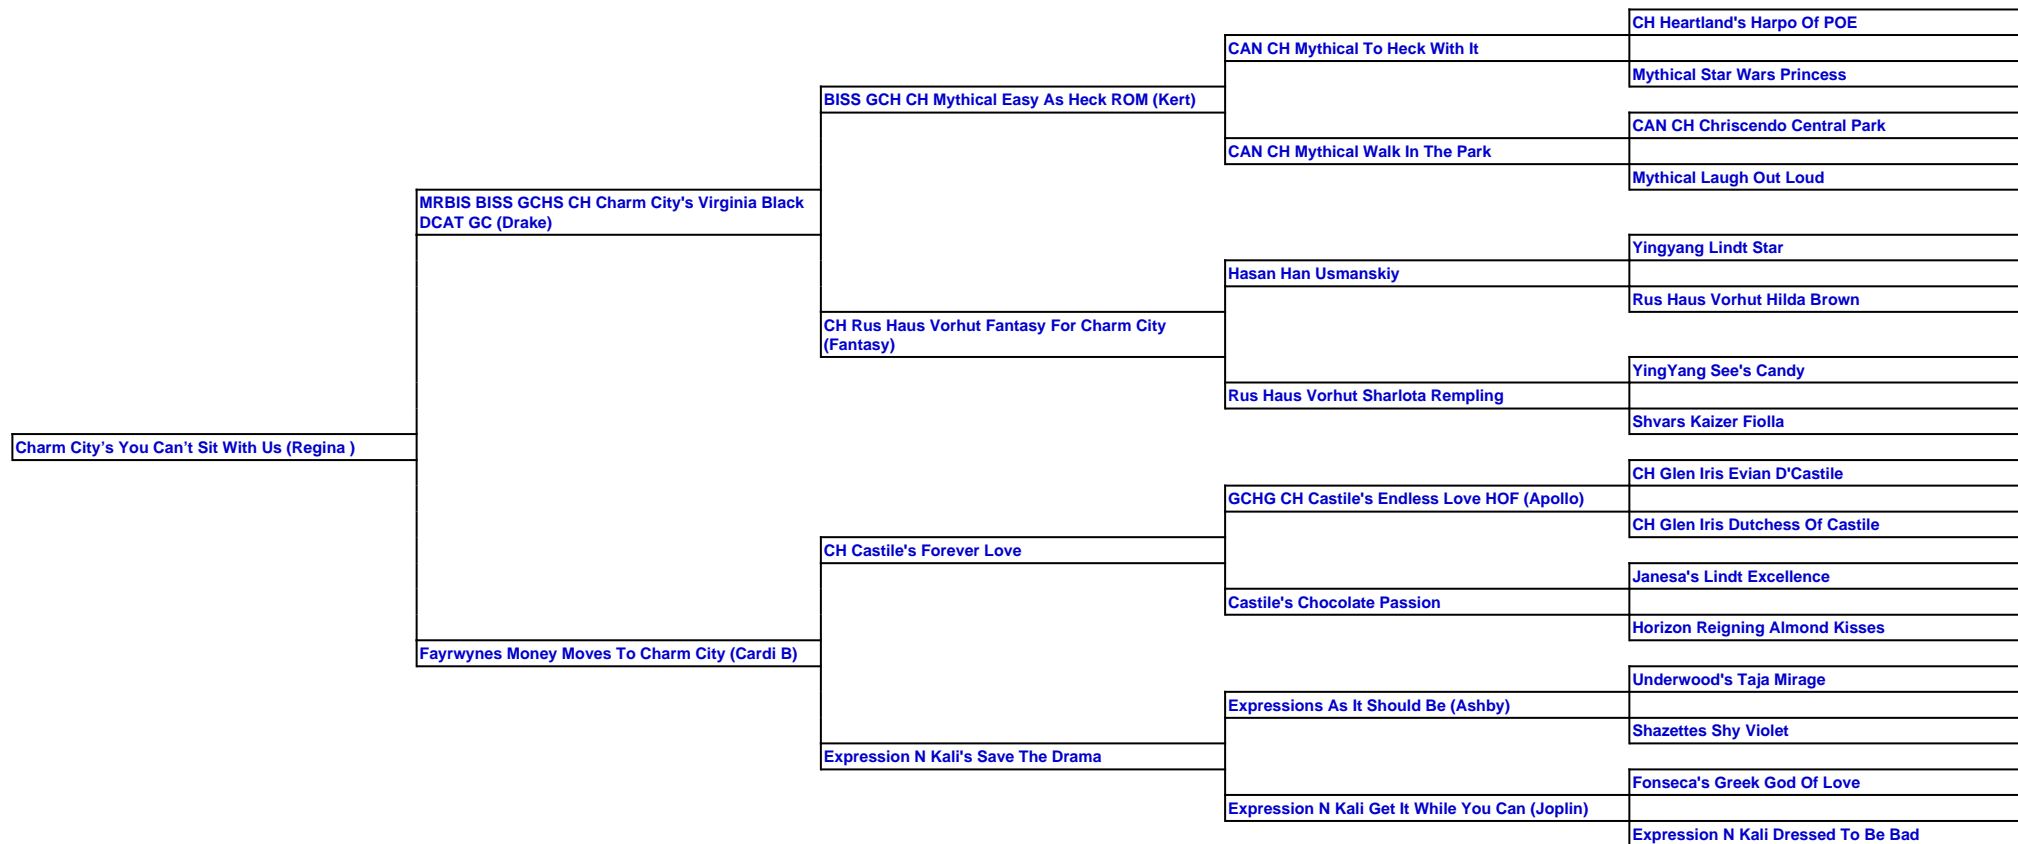 CH Heartland's Harpo Of POE
CAN CH Mythical To Heck With It
Mythical Star Wars Princess
BISS GCH CH Mythical Easy As Heck ROM (Kert)
CAN CH Chriscendo Central Park
CAN CH Mythical Walk In The Park
Mythical Laugh Out Loud
MRBIS BISS GCHS CH Charm City's Virginia Black
DCAT GC (Drake)
Yingyang Lindt Star
Hasan Han Usmanskiy
Rus Haus Vorhut Hilda Brown
CH Rus Haus Vorhut Fantasy For Charm City
(Fantasy)
YingYang See's Candy
Rus Haus Vorhut Sharlota Rempling
Shvars Kaizer Fiolla
Charm City’s You Can’t Sit With Us (Regina )
CH Glen Iris Evian D'Castile
GCHG CH Castile's Endless Love HOF (Apollo)
CH Glen Iris Dutchess Of Castile
CH Castile's Forever Love
Janesa's Lindt Excellence
Castile's Chocolate Passion
Horizon Reigning Almond Kisses
Fayrwynes Money Moves To Charm City (Cardi B)
Underwood's Taja Mirage
Expressions As It Should Be (Ashby)
Shazettes Shy Violet
Expression N Kali's Save The Drama
Fonseca's Greek God Of Love
Expression N Kali Get It While You Can (Joplin)
Expression N Kali Dressed To Be Bad